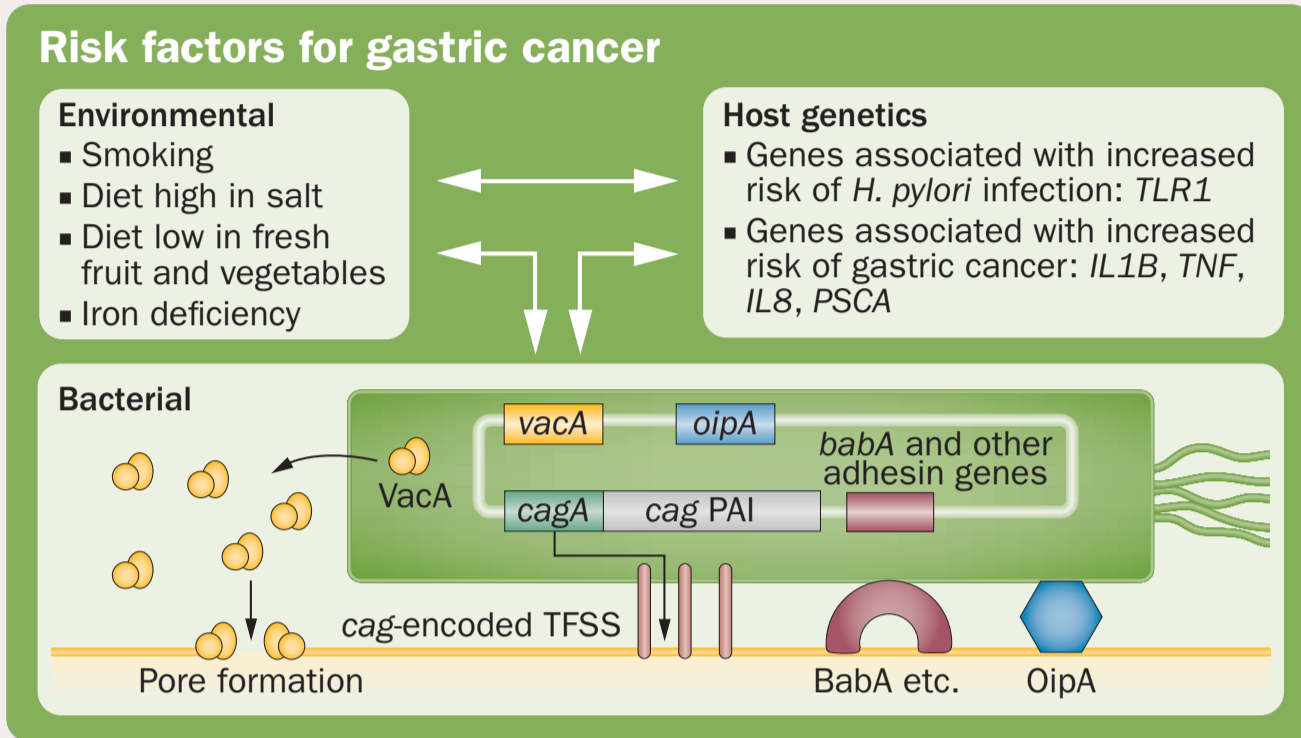 Risk factors for gastric cancer
Environmental
▪ Smoking
▪ Diet high in salt
▪ Diet low in fresh
fruit and vegetables
▪ Iron deficiency
Host genetics
▪ Genes associated with increased
risk of H. pylori infection: TLR1
▪ Genes associated with increased
risk of gastric cancer: IL1B, TNF,
IL8, PSCA
Bacterial
vacA
oipA
babA and other
adhesin genes
VacA
cagA
cag PAI
cag-encoded TFSS
Pore formation
BabA etc.
OipA